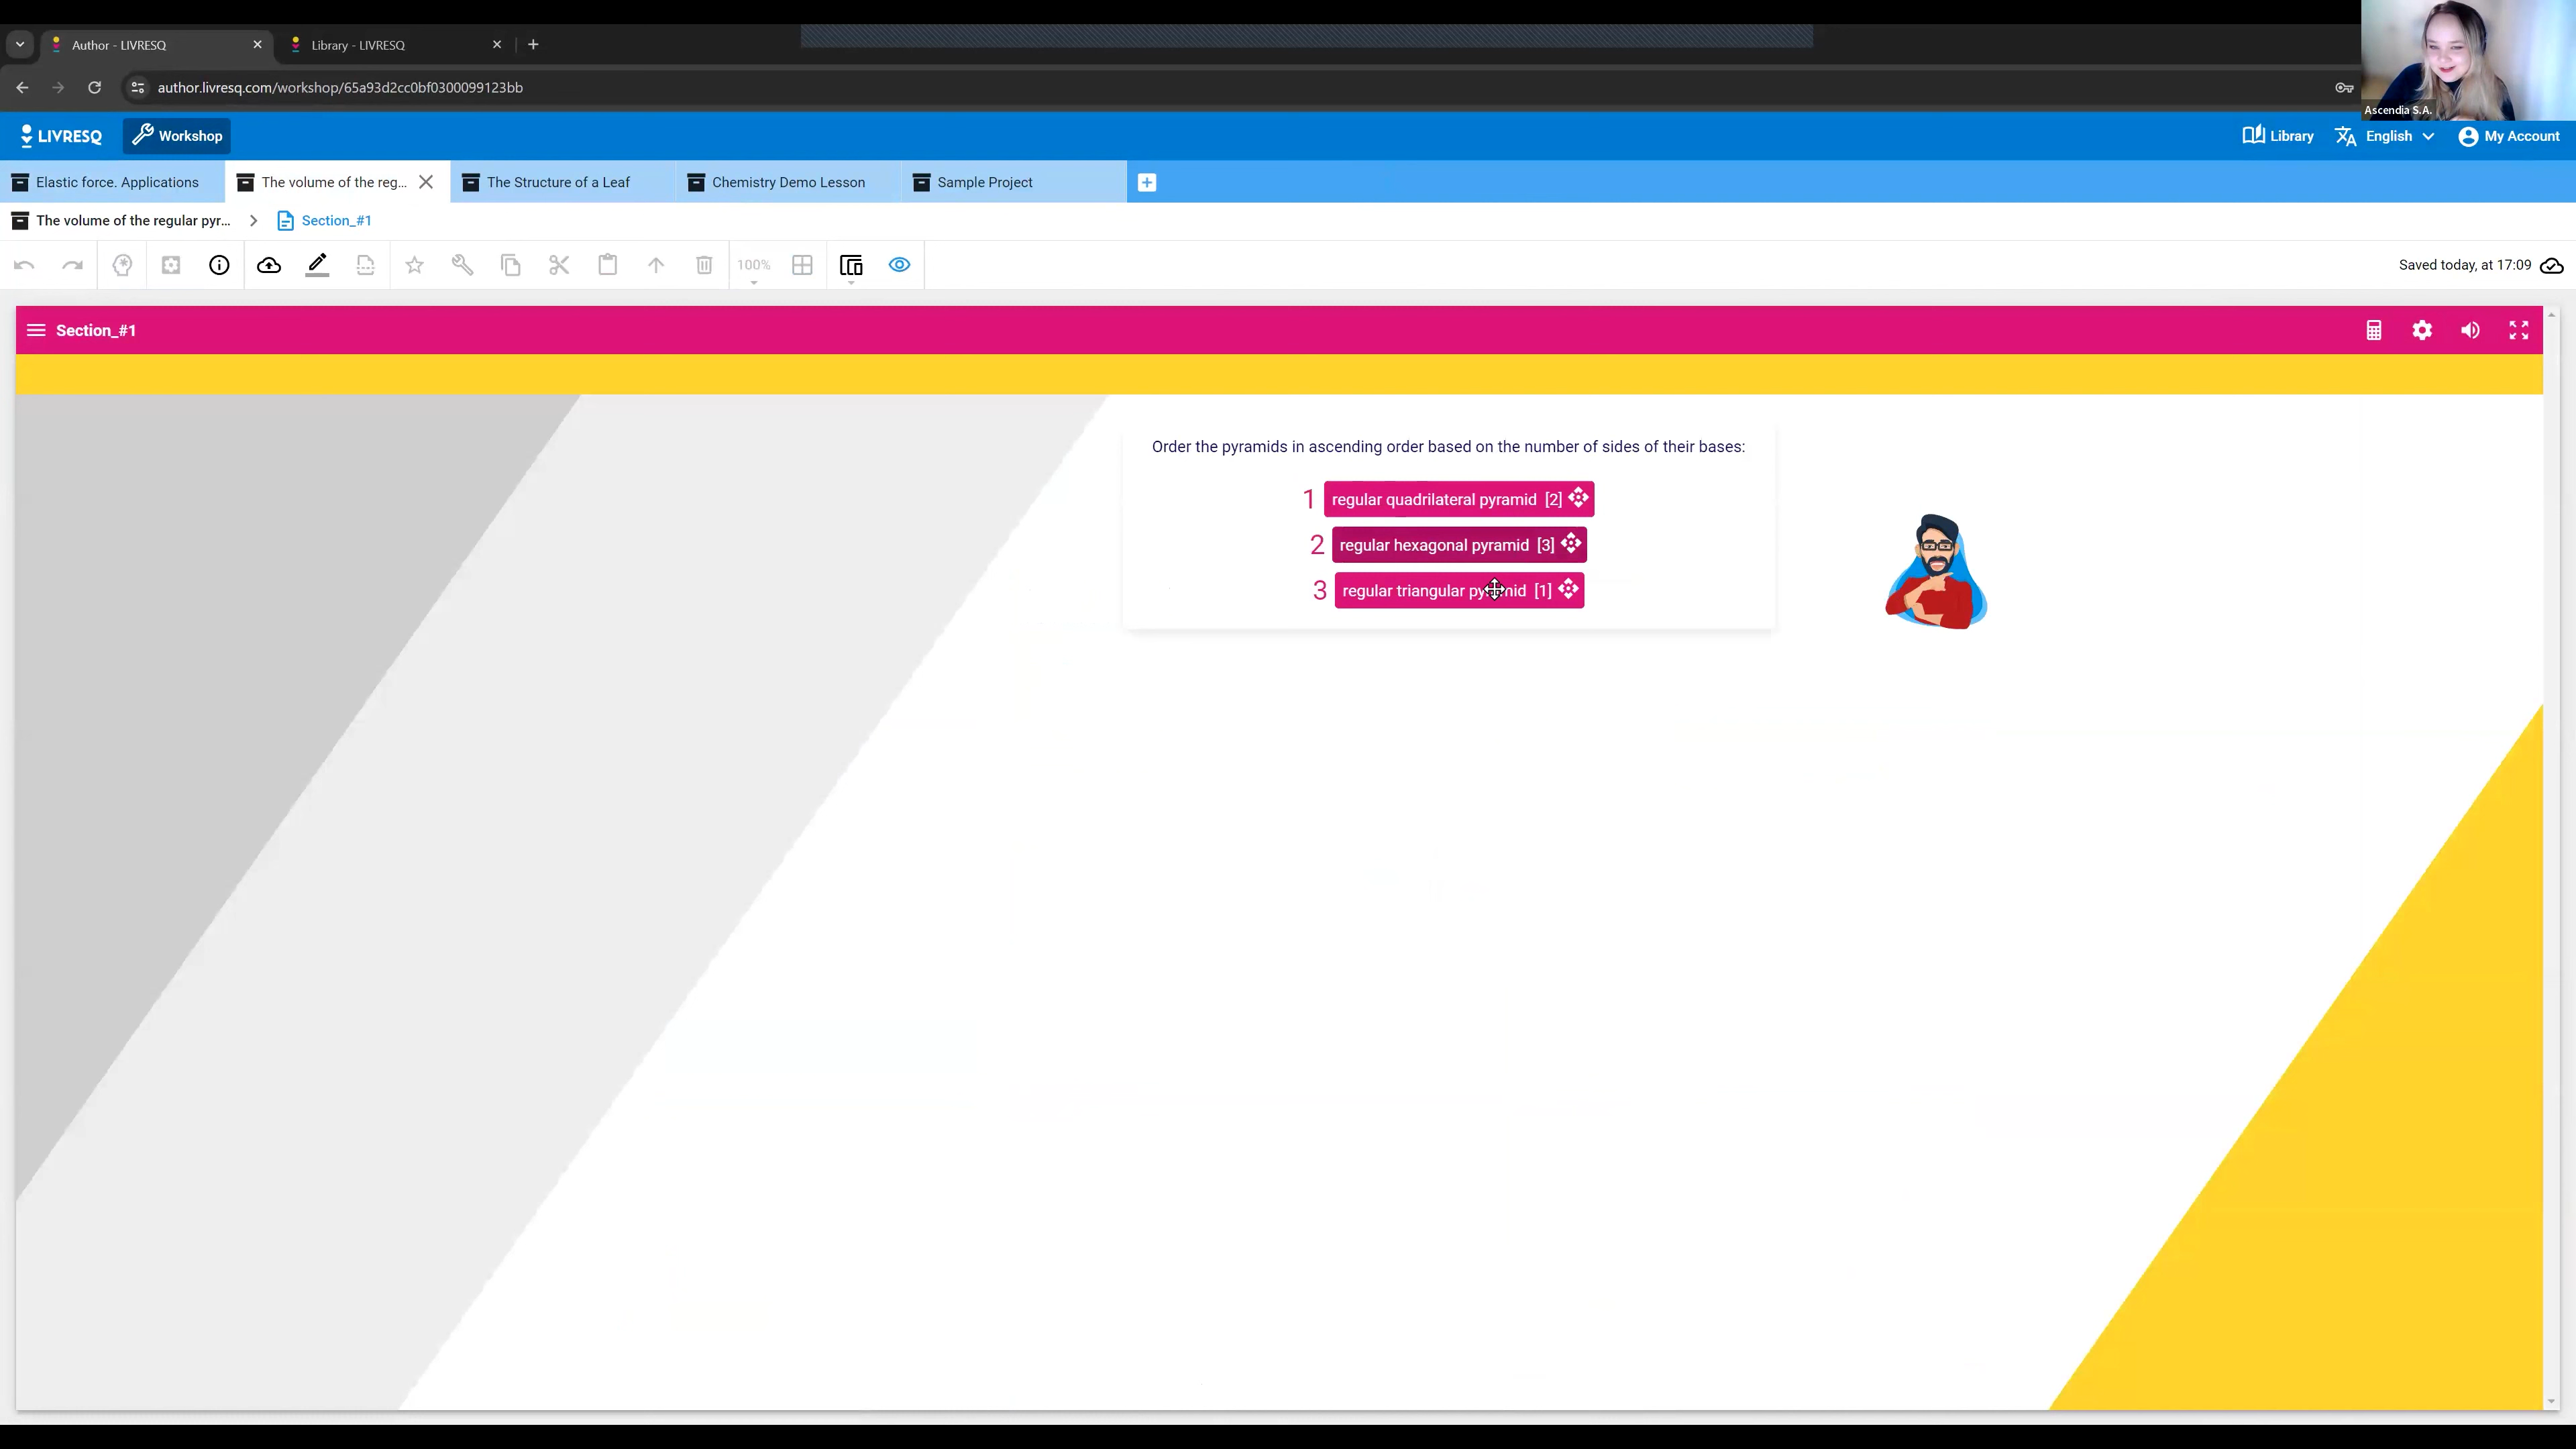 Author - LIVRESQ
Library - LIVRESQ
author.livresq.com/workshop/65a93d2cc0bf0300099123bb
Ascendia S.A.
LIVRESQ
Workshop
Library
English
My Account
Elastic force. Applications
The volume of the reg...
The Structure of a Leaf
Chemistry Demo Lesson
Sample Project
The volume of the regular pyr...
Section_#1
100%
Saved today, at 17:09
Section_#1
Order the pyramids in ascending order based on the number of sides of their bases:
1 regular quadrilateral pyramid [2]
2 regular hexagonal pyramid [3]
3 regular triangular pyramid [1]